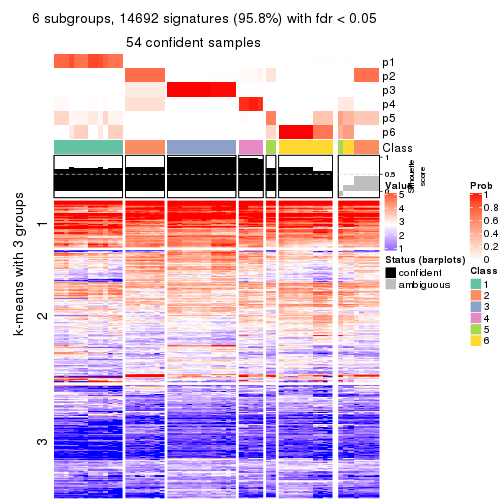 6 subgroups, 14692 signatures (95.8%) with fdr < 0.05
54 confident samples
p1
p2
p3
p4
p5
p6
Class
1
0.5
0
Silhouette
score
k-means with 3 groups
1
2
3
Value
5
4
3
2
1
Status (barplots)
confident
ambiguous
Prob
1
0.8
0.6
0.4
0.2
0
Class
1
2
3
4
5
6